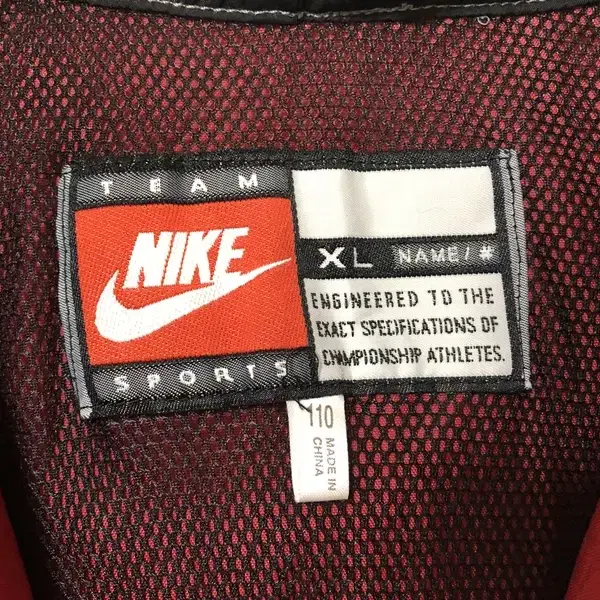 TEAM
NIKE
SPORTS
XL NAME / #
ENGINEERED TO THE
EXACT SPECIFICATIONS OF
CHAMPIONSHIP ATHLETES.
110
MADE IN
CHINA